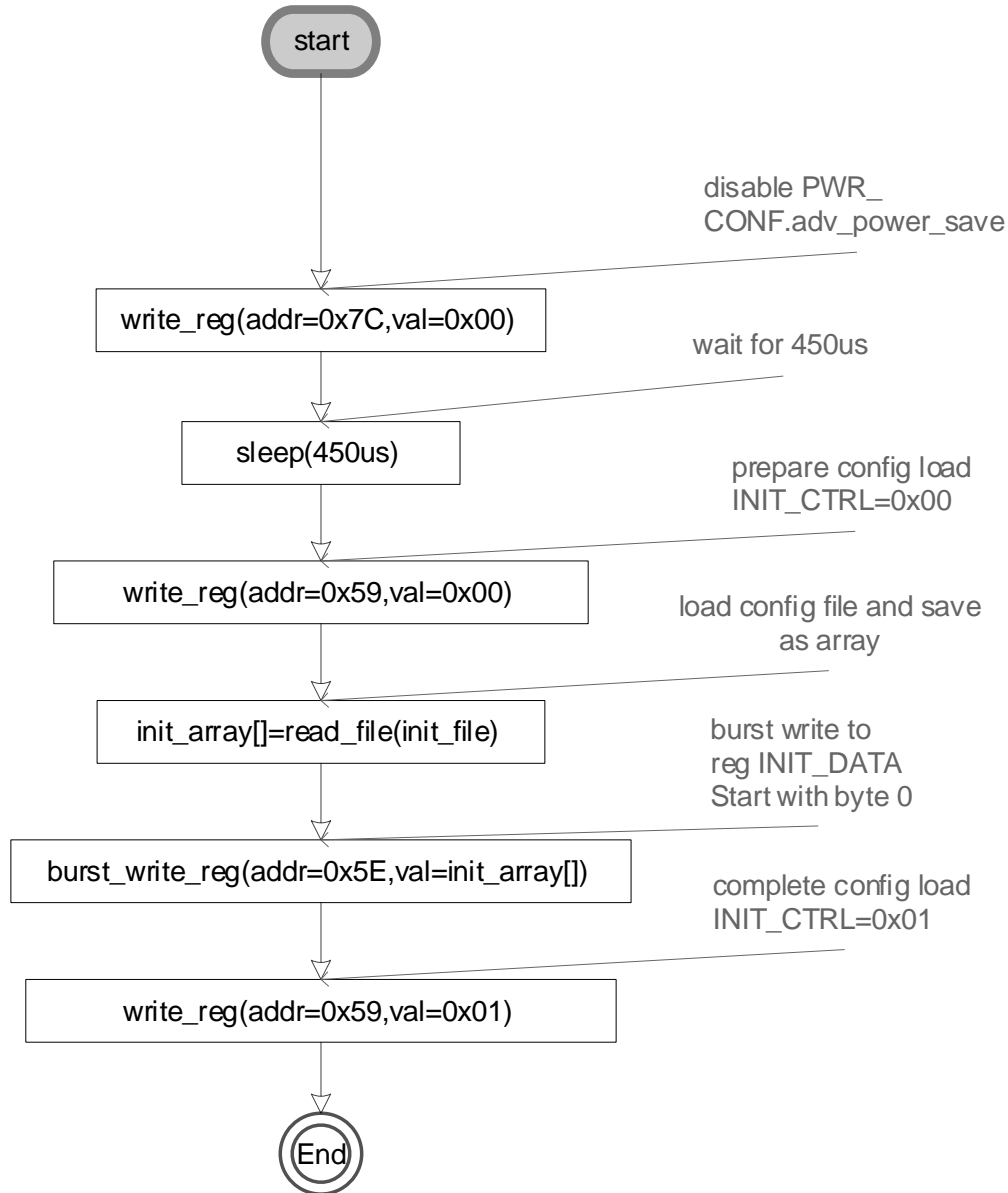 start
disable PWR_
CONF.adv_power_save
write_reg(addr=0x7C,val=0x00)
wait for 450us
sleep(450us)
prepare config load
INIT_CTRL=0x00
write_reg(addr=0x59,val=0x00)
load config file and save
as array
init_array[]=read_file(init_file)
burst write to
reg INIT_DATA
Start with byte 0
burst_write_reg(addr=0x5E,val=init_array[])
complete config load
INIT_CTRL=0x01
write_reg(addr=0x59,val=0x01)
End